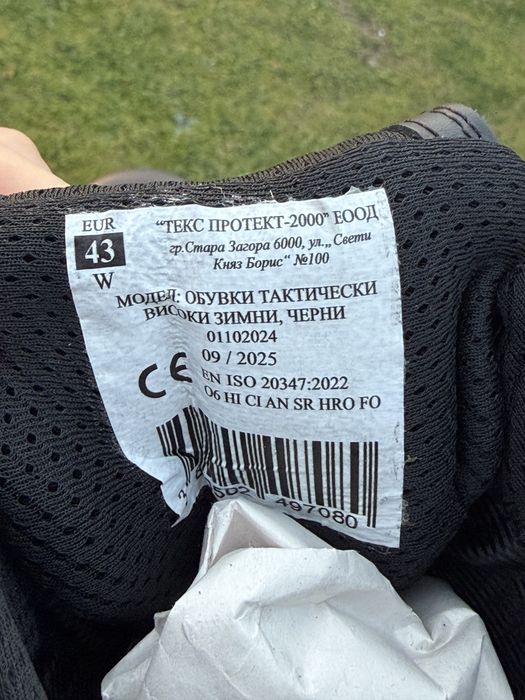 EUR
43
W
“ТЕКС ПРОТЕКТ-2000” ЕООД
гр.Стара Загора 6000, ул.„Свети
Княз Борис“ №100
МОДЕЛ: ОБУВКИ ТАКТИЧЕСКИ
ВИСОКИ ЗИМНИ, ЧЕРНИ
01102024
09 / 2025
CE
EN ISO 20347:2022
O6 HI CI AN SR HRO FO
497080